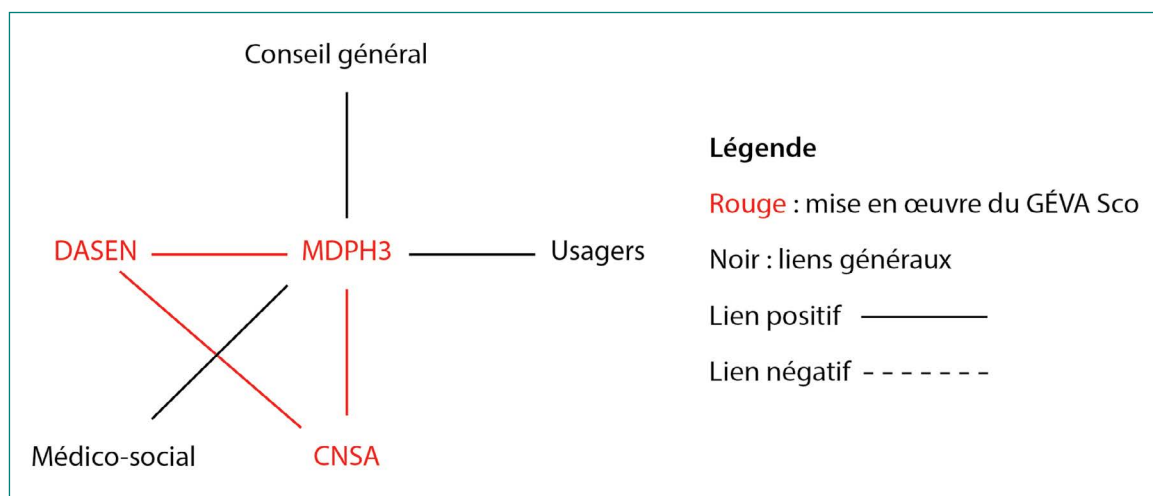 Conseil général
DASEN
MDPH3
Usagers
Médico-social
CNSA
Légende
Rouge : mise en œuvre du GÉVA Sco
Noir : liens généraux
Lien positif
Lien négatif